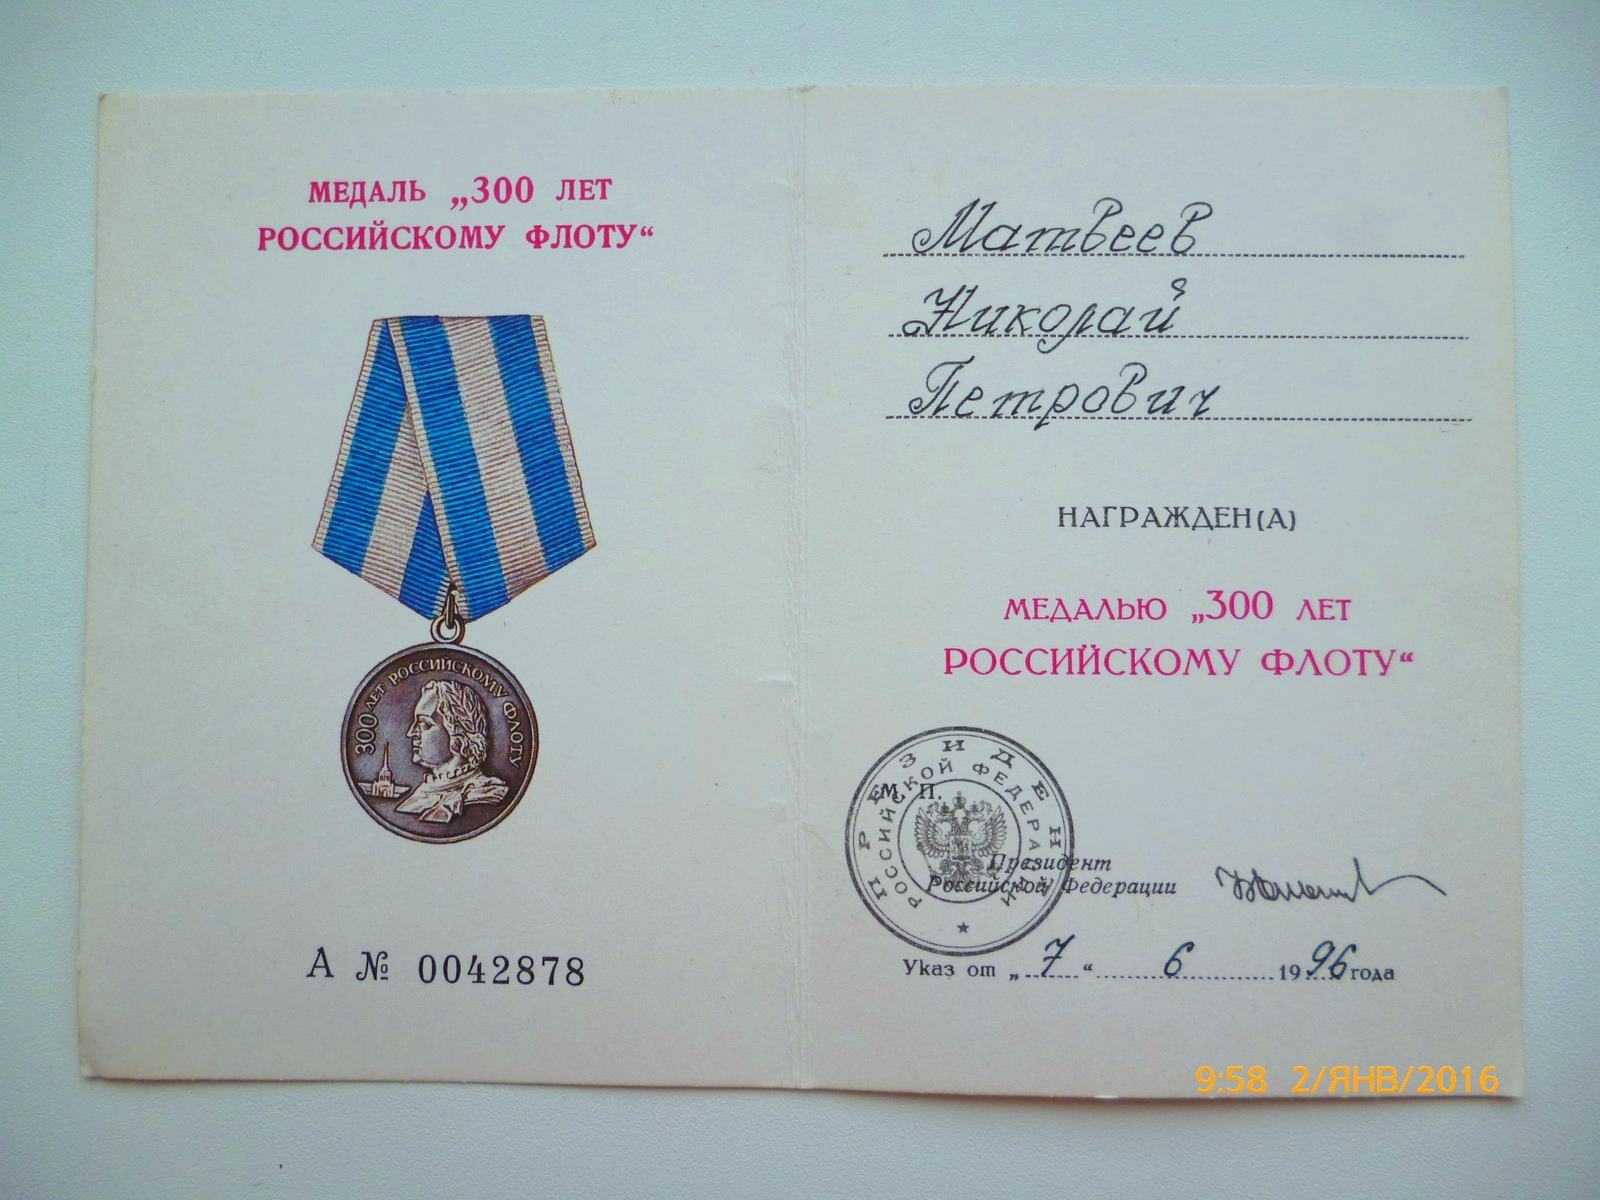 МЕДАЛЬ „300 ЛЕТ
РОССИЙСКОМУ ФЛОТУ“
300 ЛЕТ РОССИЙСКОМУ ФЛОТУ
А № 0042878
Матвеев
Николай
Петрович
НАГРАЖДЕН(А)
МЕДАЛЬЮ „300 ЛЕТ
РОССИЙСКОМУ ФЛОТУ“
ПРЕЗИДЕНТ
РОССИЙСКОЙ ФЕДЕРАЦИИ
М. П.
Президент
Российской Федерации
Указ от „7“ 6 1996 года
9:58 2/ЯНВ/2016